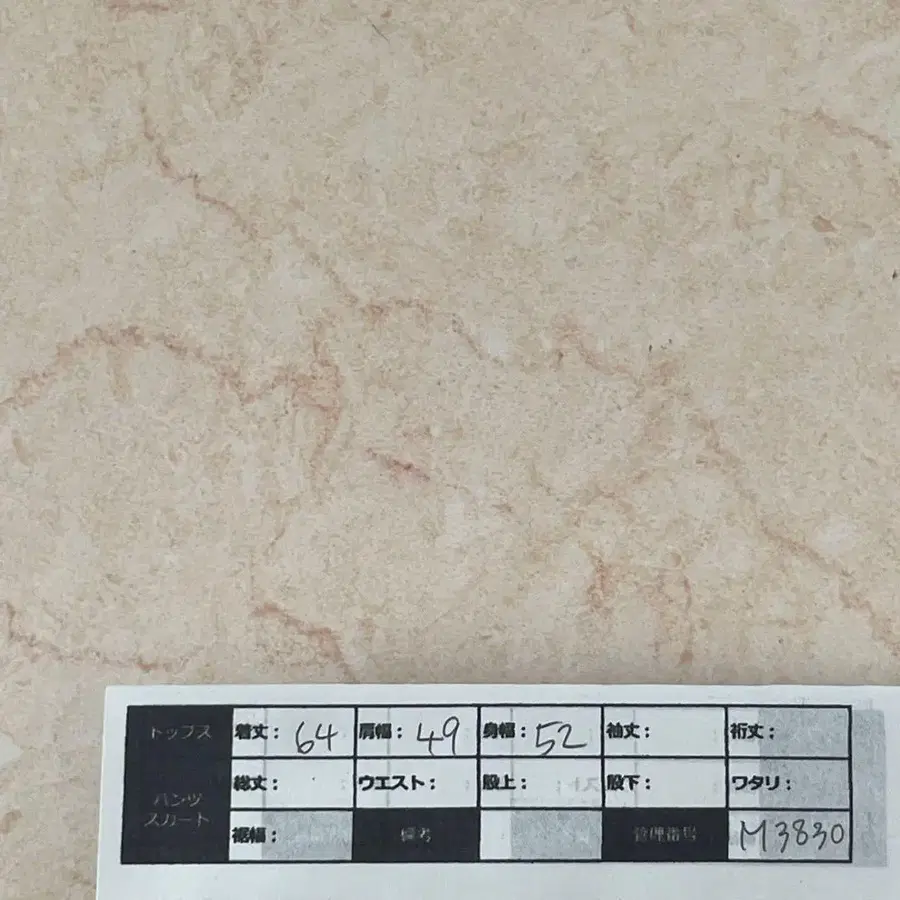 トップス 着丈： 64 肩幅： 49 身幅： 52 袖丈： 裄丈：
パンツ スカート 総丈： ウエスト： 股上： 股下： ワタリ：
裾幅： 備考 管理番号 M3830